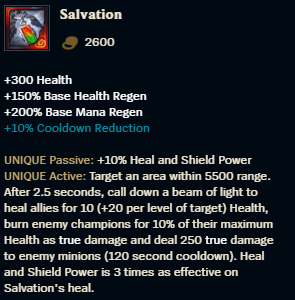 Salvation
2600
+300 Health
+150% Base Health Regen
+200% Base Mana Regen
+10% Cooldown Reduction
UNIQUE Passive: +10% Heal and Shield Power
UNIQUE Active: Target an area within 5500 range.
After 2.5 seconds, call down a beam of light to
heal allies for 10 (+20 per level of target) Health,
burn enemy champions for 10% of their maximum
Health as true damage and deal 250 true damage
to enemy minions (120 second cooldown). Heal
and Shield Power is 3 times as effective on
Salvation's heal.